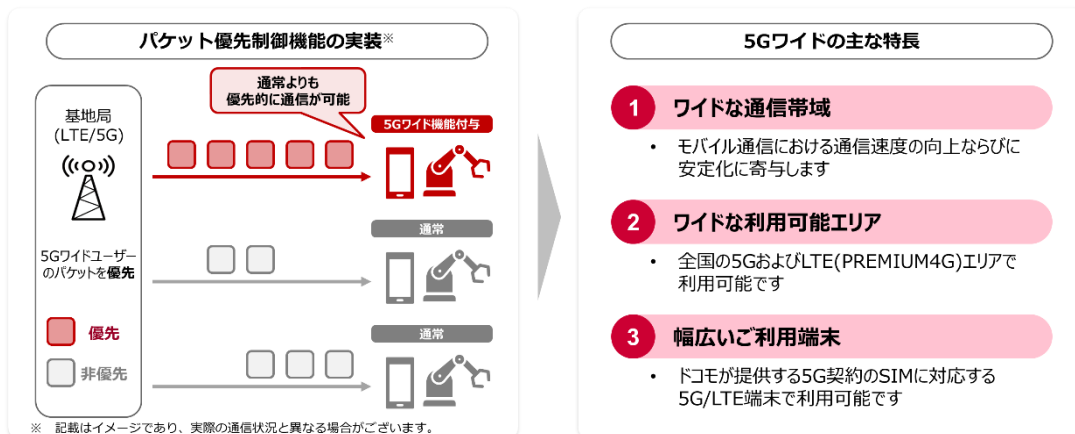 パケット優先制御機能の実装※
通常よりも
優先的に通信が可能
基地局
(LTE/5G)
5Gワイドユーザー
のパケットを優先
優先
非優先
5Gワイド機能付与
通常
通常
※ 記載はイメージであり、実際の通信状況と異なる場合がございます。
5Gワイドの主な特長
1 ワイドな通信帯域
• モバイル通信における通信速度の向上ならびに
安定化に寄与します
2 ワイドな利用可能エリア
• 全国の5GおよびLTE(PREMIUM4G)エリアで
利用可能です
3 幅広いご利用端末
• ドコモが提供する5G契約のSIMに対応する
5G/LTE端末で利用可能です